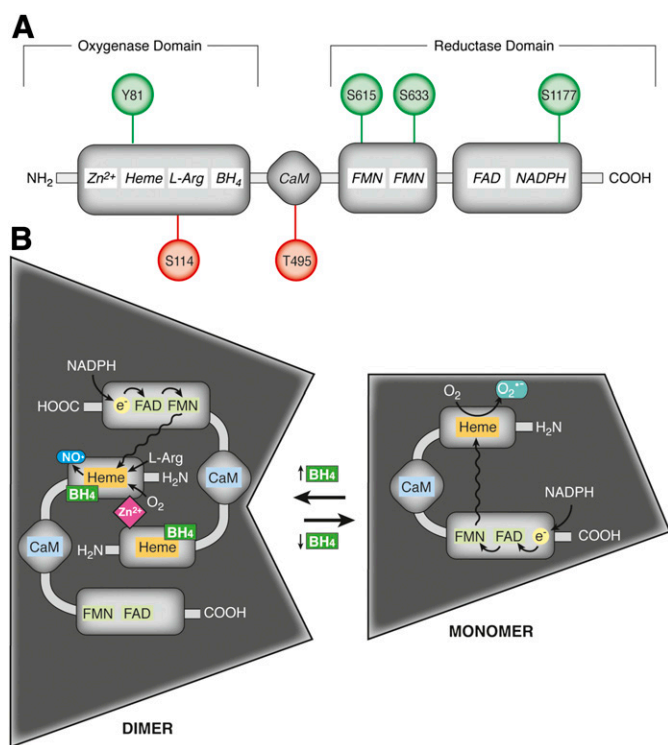 A
Oxygenase Domain
Reductase Domain
Y81
S615
S633
S1177
NH2
Zn2+
Heme
L-Arg
BH4
CaM
FMN
FMN
FAD
NADPH
COOH
S114
T495
B
NADPH
HOOC
e-
FAD
FMN
NO•
L-Arg
Heme
H2N
BH4
O2
CaM
Zn2+
BH4
CaM
H2N
Heme
FMN
FAD
COOH
DIMER
↑ BH4
↓ BH4
O2
O2•−
Heme
H2N
CaM
NADPH
FMN
FAD
e-
COOH
MONOMER